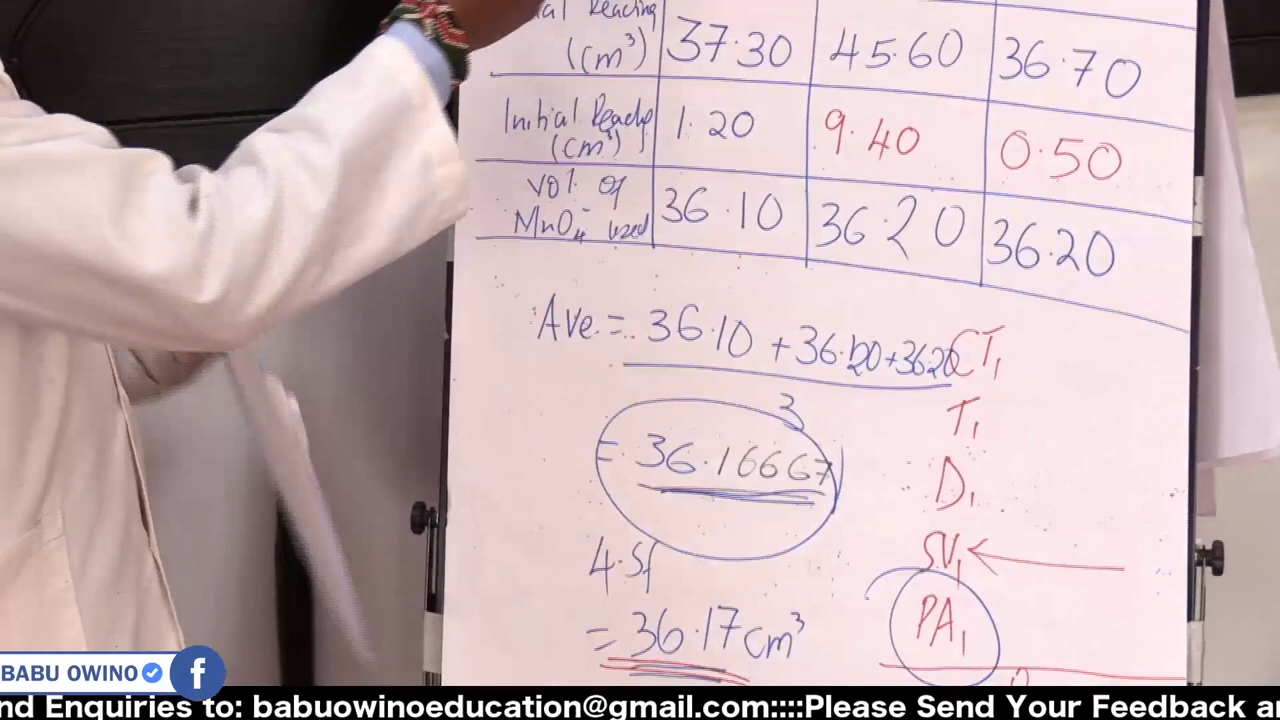 Reading
(cm³) 37.30 45.60 36.70
Initial
(cm³) 1.20 9.40 0.50
Vol. of
MnO₄⁻ used 36.10 36.20 36.20
Ave. = 36.10 + 36.20 + 36.20 CT₁
3
T₁
= 36.16667
D₁
4.Sf
S.V₁
= 36.17 cm³
PA₁
BABU OWINO
f
nd Enquiries to: babuowinoeducation@gmail.com::::Please Send Your Feedback a